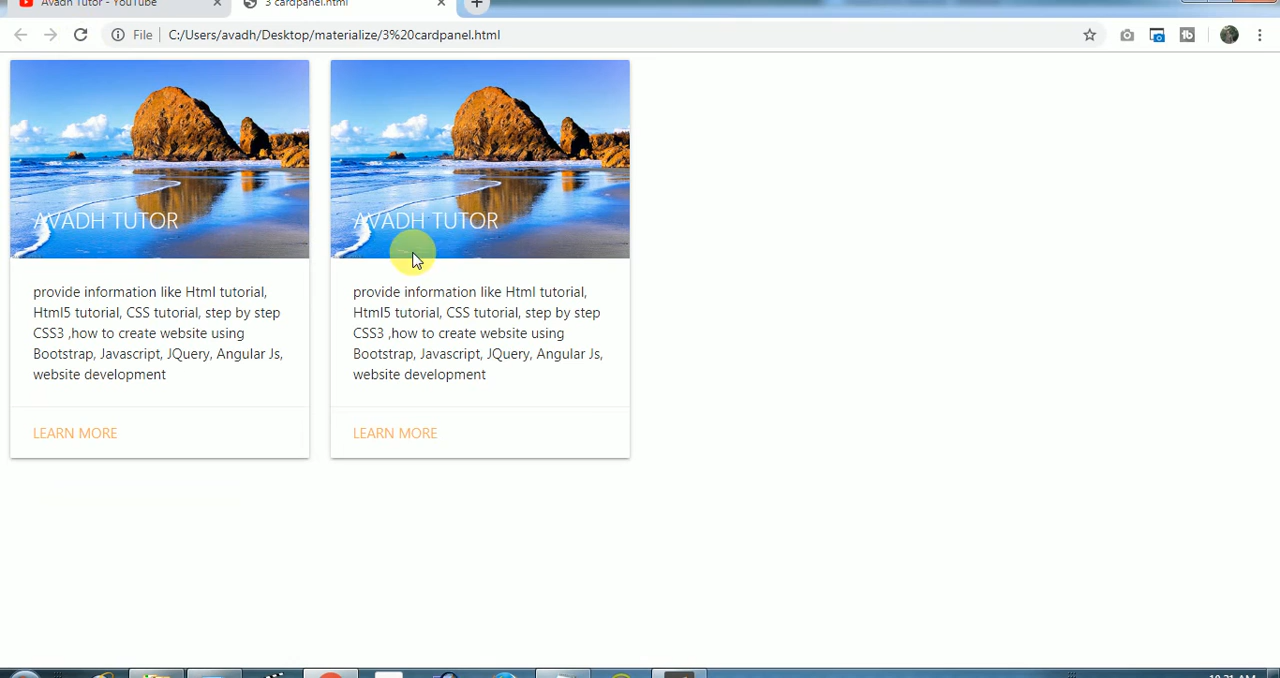 Avadh Tutor - YouTube
3 cardpanel.html
File
C:/Users/avadh/Desktop/materialize/3%20cardpanel.html
AVADH TUTOR
provide information like Html tutorial,
Html5 tutorial, CSS tutorial, step by step
CSS3 ,how to create website using
Bootstrap, Javascript, JQuery, Angular Js,
website development
LEARN MORE
AVADH TUTOR
provide information like Html tutorial,
Html5 tutorial, CSS tutorial, step by step
CSS3 ,how to create website using
Bootstrap, Javascript, JQuery, Angular Js,
website development
LEARN MORE